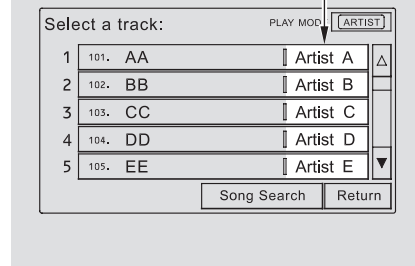 Select a track: PLAY MOD [ARTIST]
1 101. AA Artist A
2 102. BB Artist B
3 103. CC Artist C
4 104. DD Artist D
5 105. EE Artist E
Song Search Return